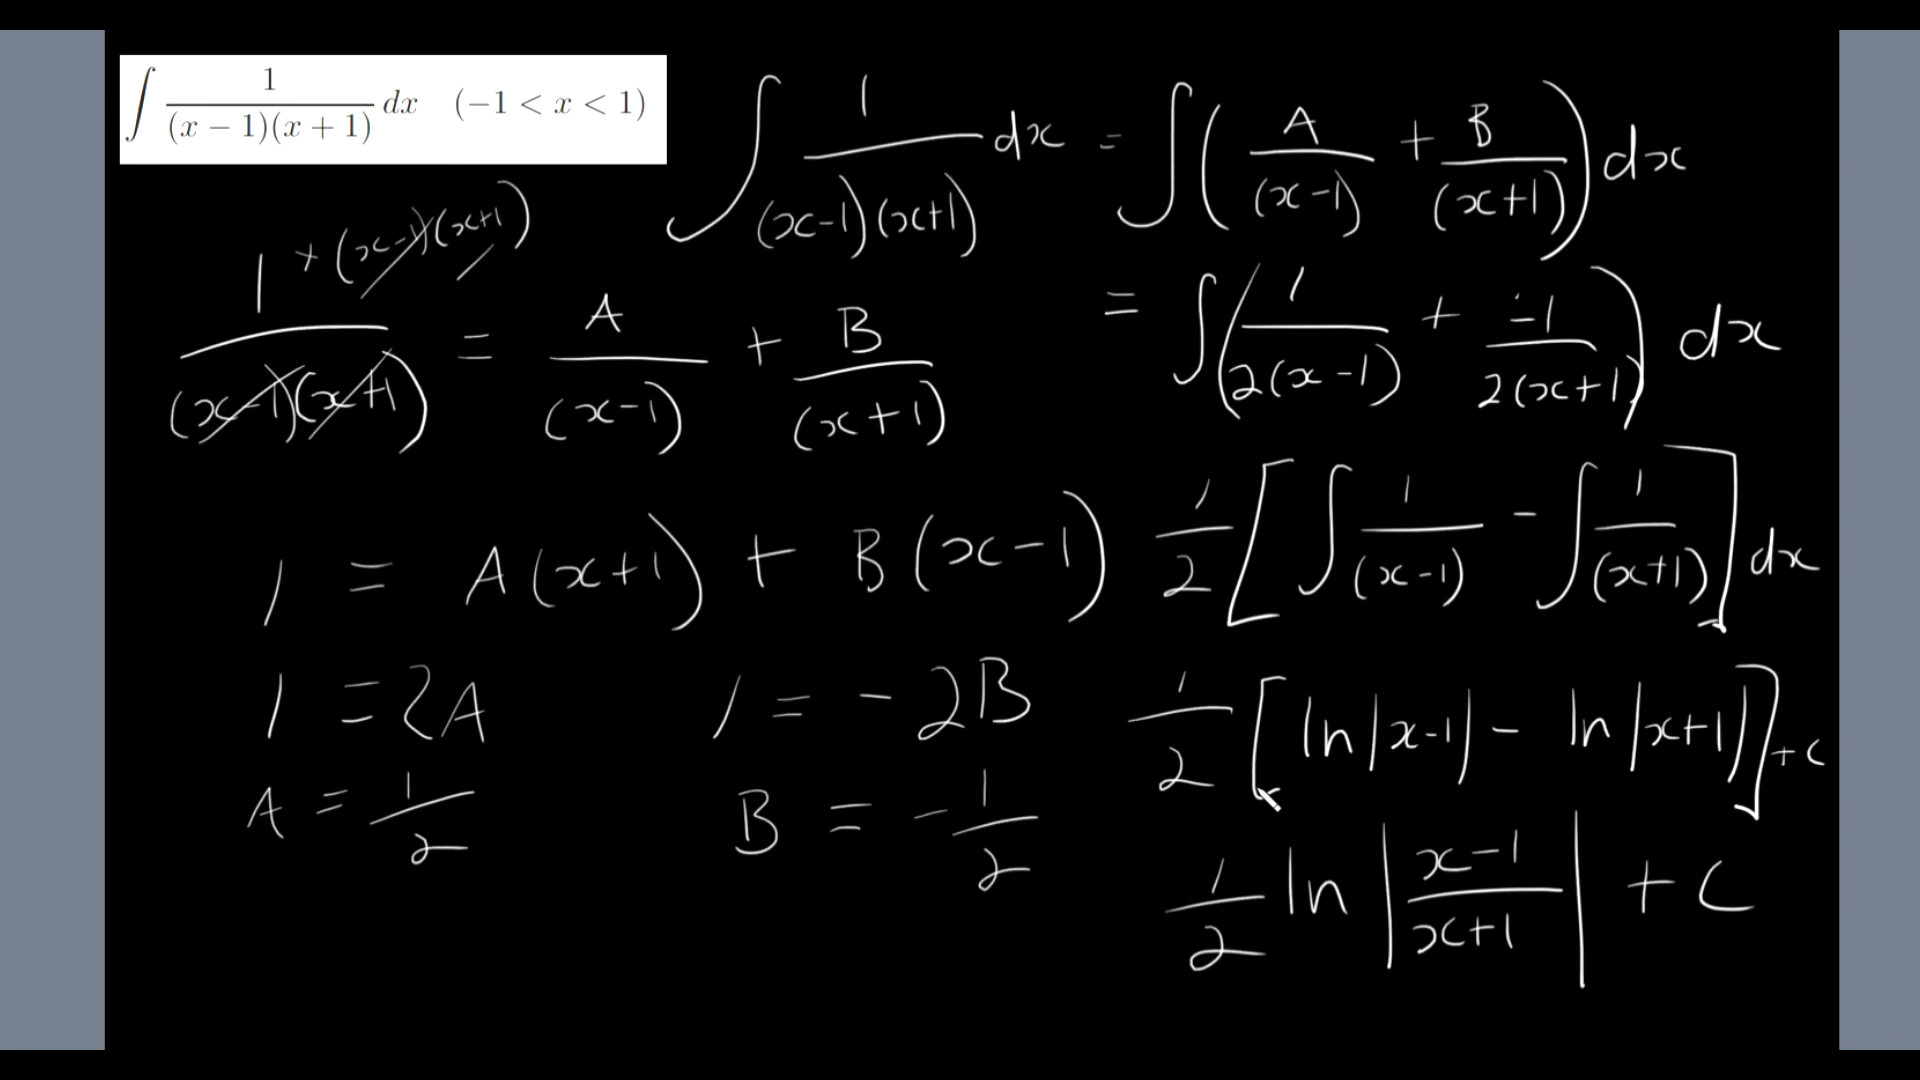 ∫ 1/((x − 1)(x + 1)) dx (−1 < x < 1)
1 × (x-1)(x+1)
1/((x-1)(x+1)) = A/(x-1) + B/(x+1)
1 = A(x+1) + B(x-1)
1 = 2A
A = 1/2
1 = -2B
B = -1/2
∫ 1/((x-1)(x+1)) dx = ∫ (A/(x-1) + B/(x+1)) dx
= ∫ (1/(2(x-1)) + -1/(2(x+1))) dx
1/2 [∫ 1/(x-1) - ∫ 1/(x+1)] dx
1/2 [ln|x-1| - ln|x+1|] + C
1/2 ln |(x-1)/(x+1)| + C